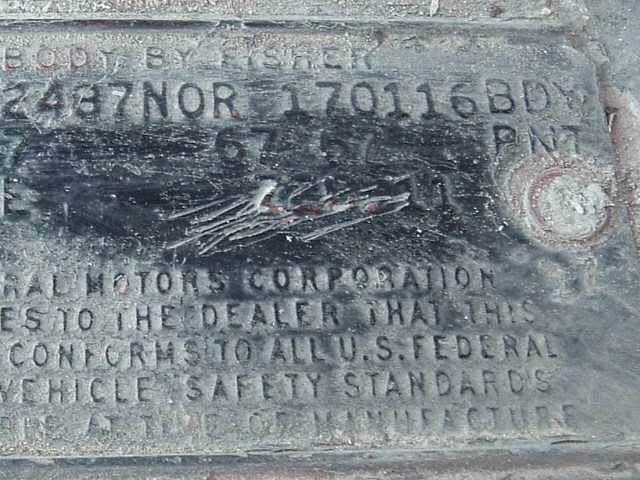 BODY BY FISHER
2487NOR 170116BDY
7 67 67 PNT
E
RAL MOTORS CORPORATION
ES TO THE DEALER THAT THIS
CONFORMS TO ALL U.S. FEDERAL
VEHICLE SAFETY STANDARDS
AT TIME OF MANUFACTURE